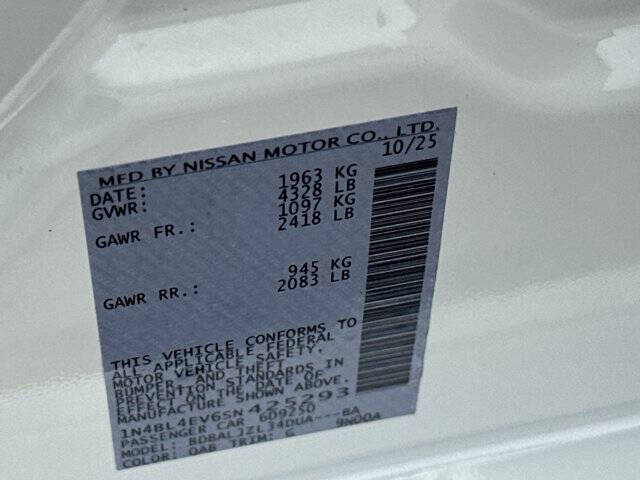 MFD BY NISSAN MOTOR CO., LTD.
DATE: 10/25
GVWR: 1963 KG
4328 LB
GAWR FR.: 1097 KG
2418 LB
GAWR RR.: 945 KG
2083 LB
THIS VEHICLE CONFORMS TO
ALL APPLICABLE FEDERAL
MOTOR VEHICLE SAFETY,
BUMPER, AND THEFT
PREVENTION STANDARDS IN
EFFECT ON THE DATE OF
MANUFACTURE SHOWN ABOVE.
1N4BL4EV6SN425293
PASSENGER CAR 6D9250
MODEL: BDBALJZL34DUA---BA
COLOR: QAB TRIM: G 9N00A